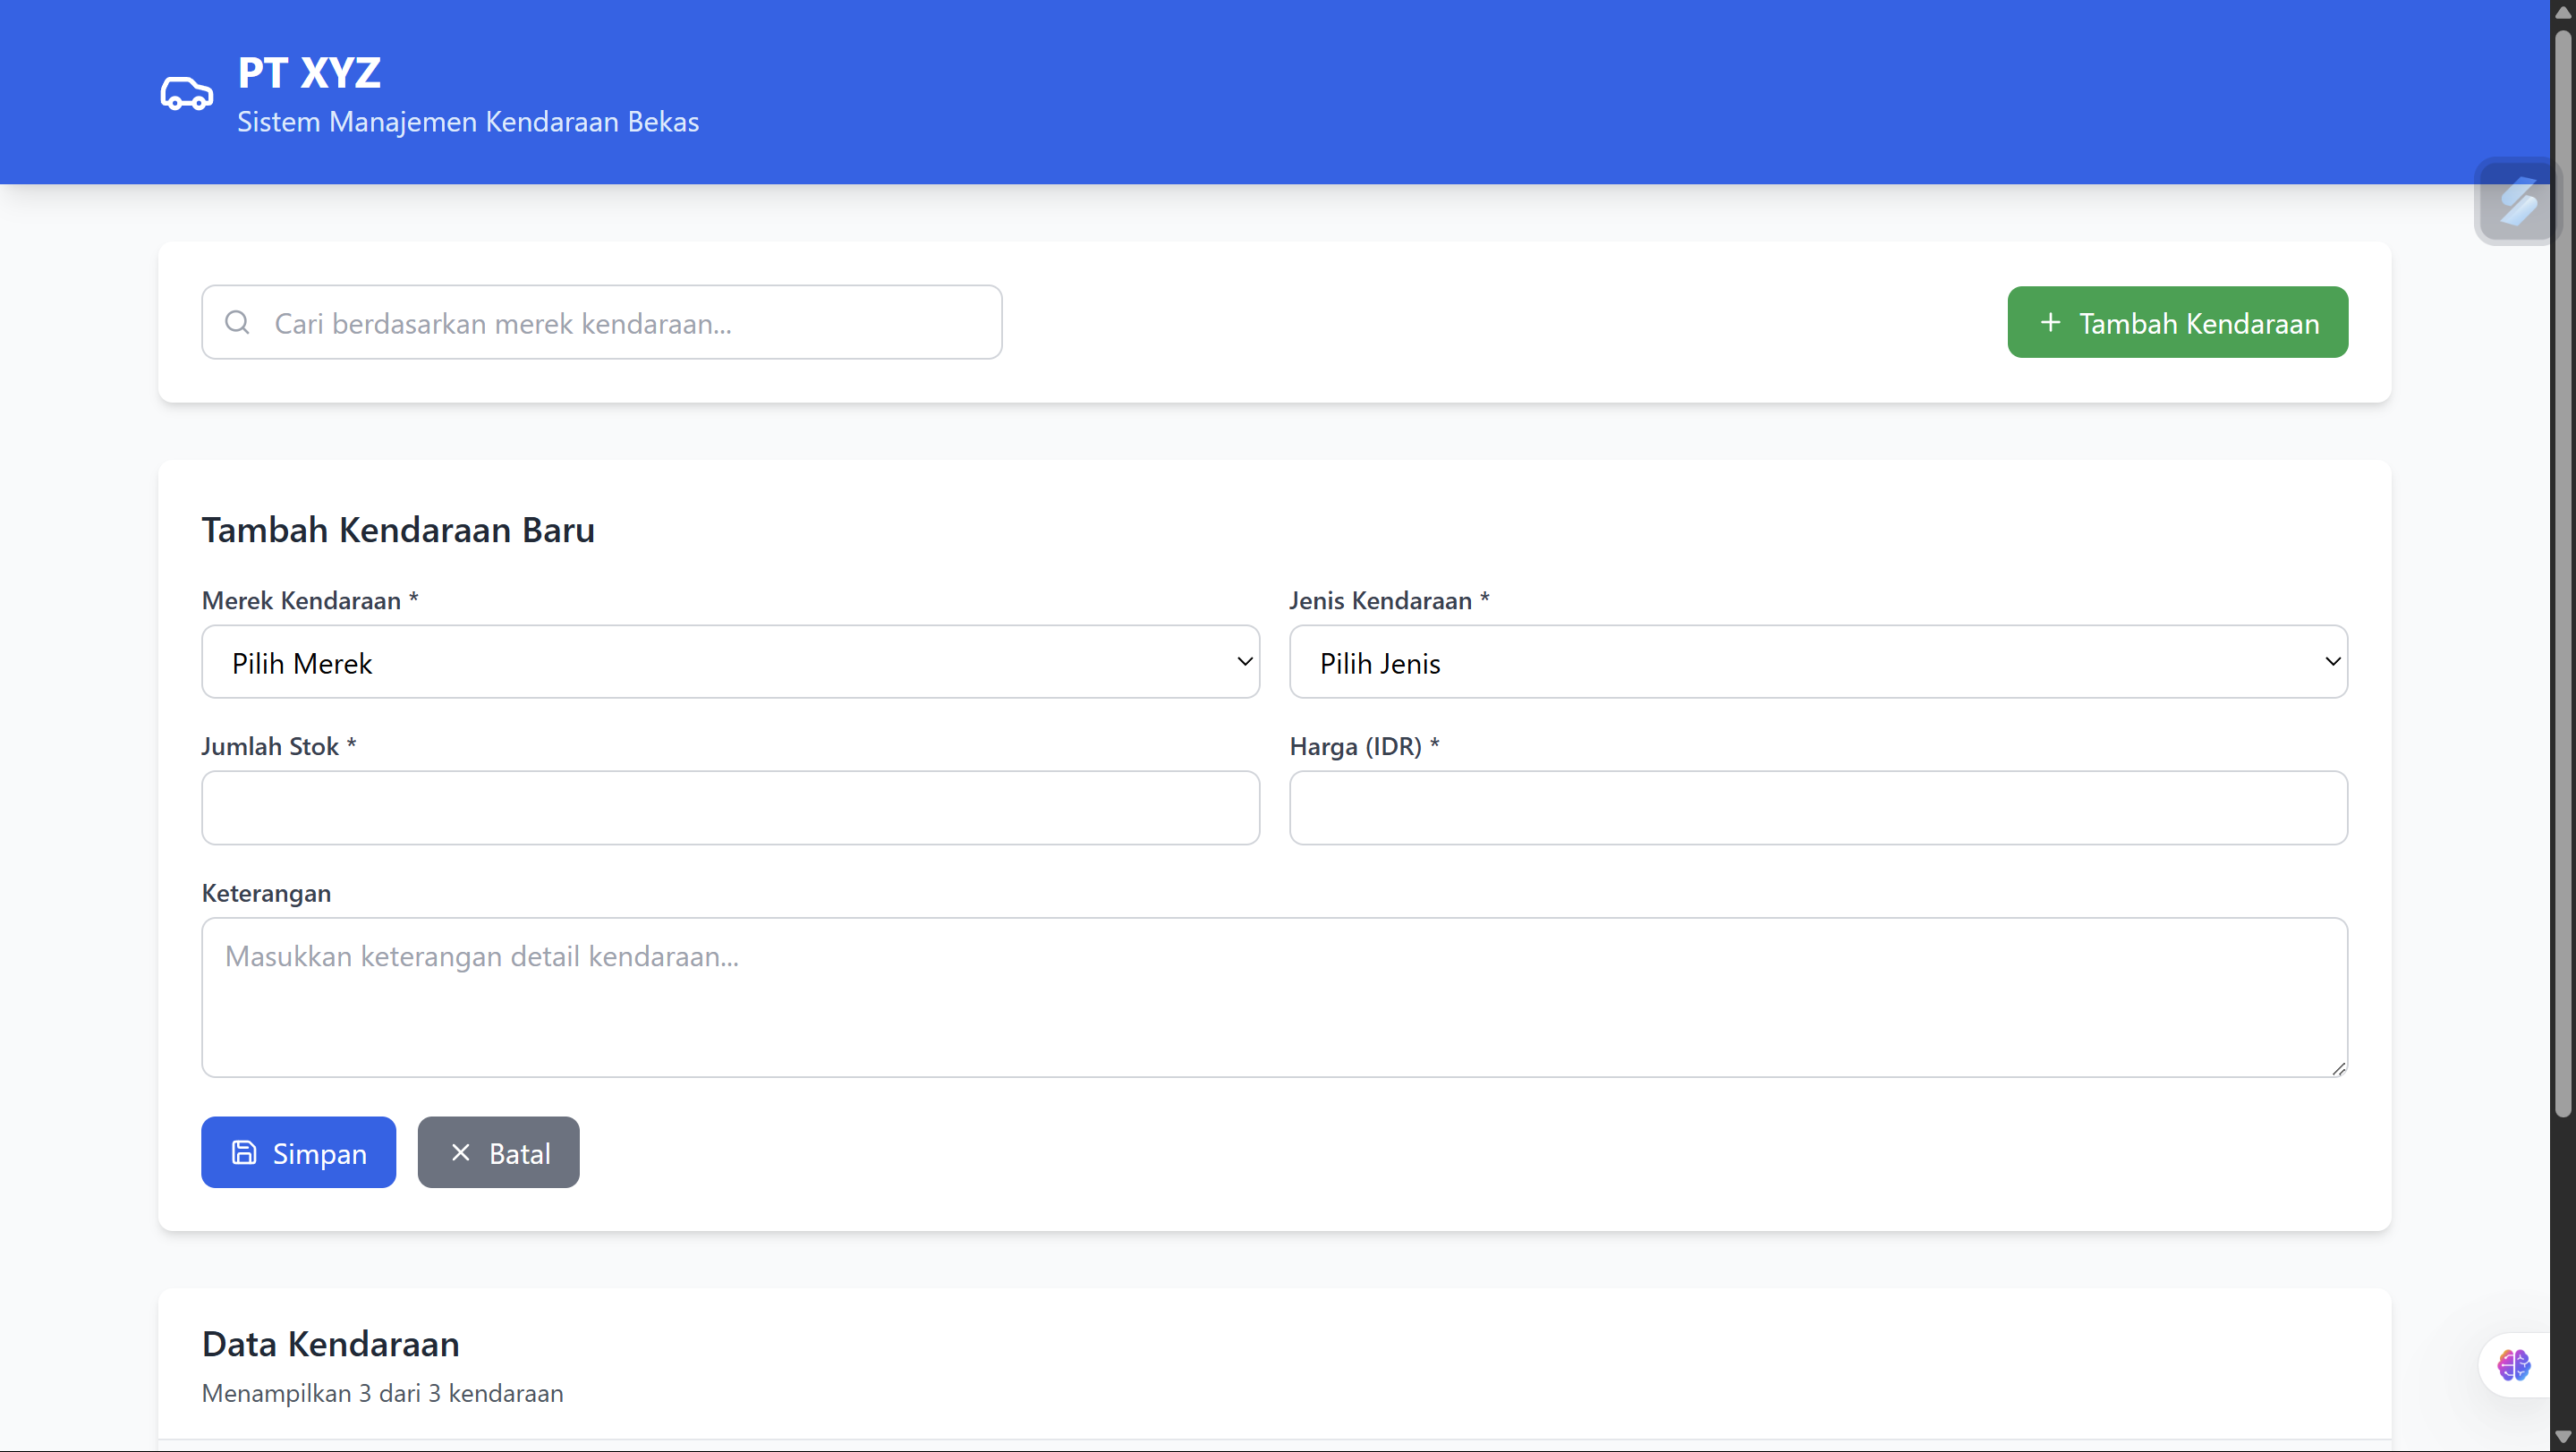 PT XYZ
Sistem Manajemen Kendaraan Bekas
Cari berdasarkan merek kendaraan...
Tambah Kendaraan
Tambah Kendaraan Baru
Merek Kendaraan *
Jenis Kendaraan *
Pilih Merek
Pilih Jenis
Jumlah Stok *
Harga (IDR) *
Keterangan
Masukkan keterangan detail kendaraan...
Simpan
Batal
Data Kendaraan
Menampilkan 3 dari 3 kendaraan